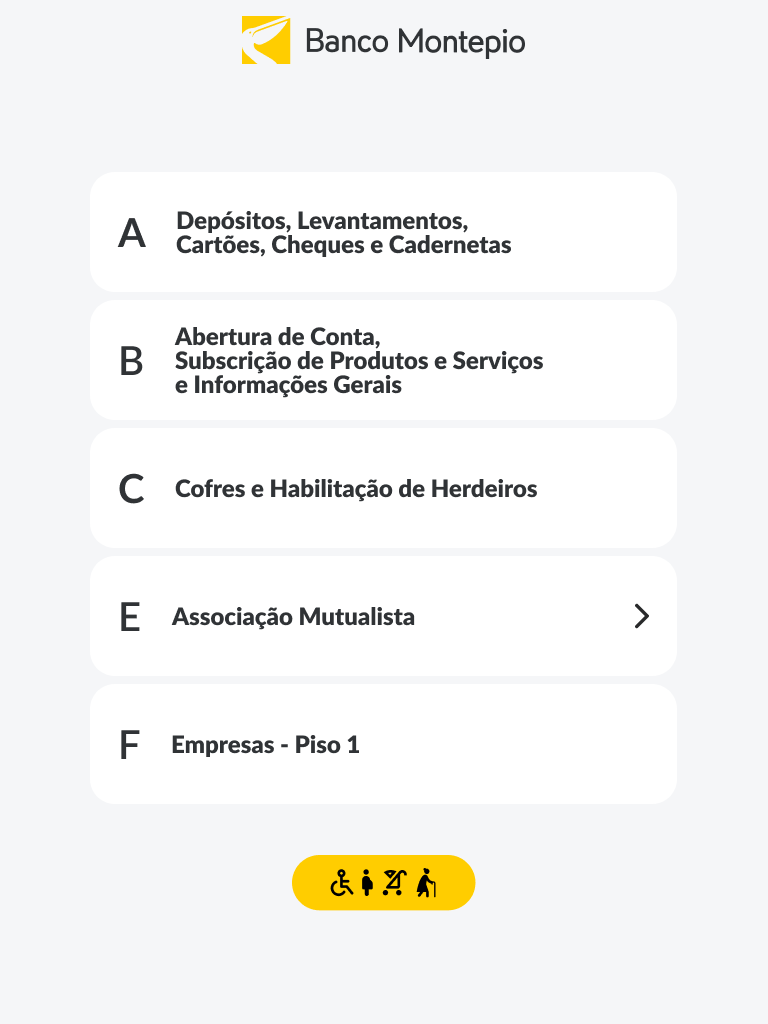 Banco Montepio
A
Depósitos, Levantamentos,
Cartões, Cheques e Cadernetas
B
Abertura de Conta,
Subscrição de Produtos e Serviços
e Informações Gerais
C
Cofres e Habilitação de Herdeiros
E
Associação Mutualista
F
Empresas - Piso 1